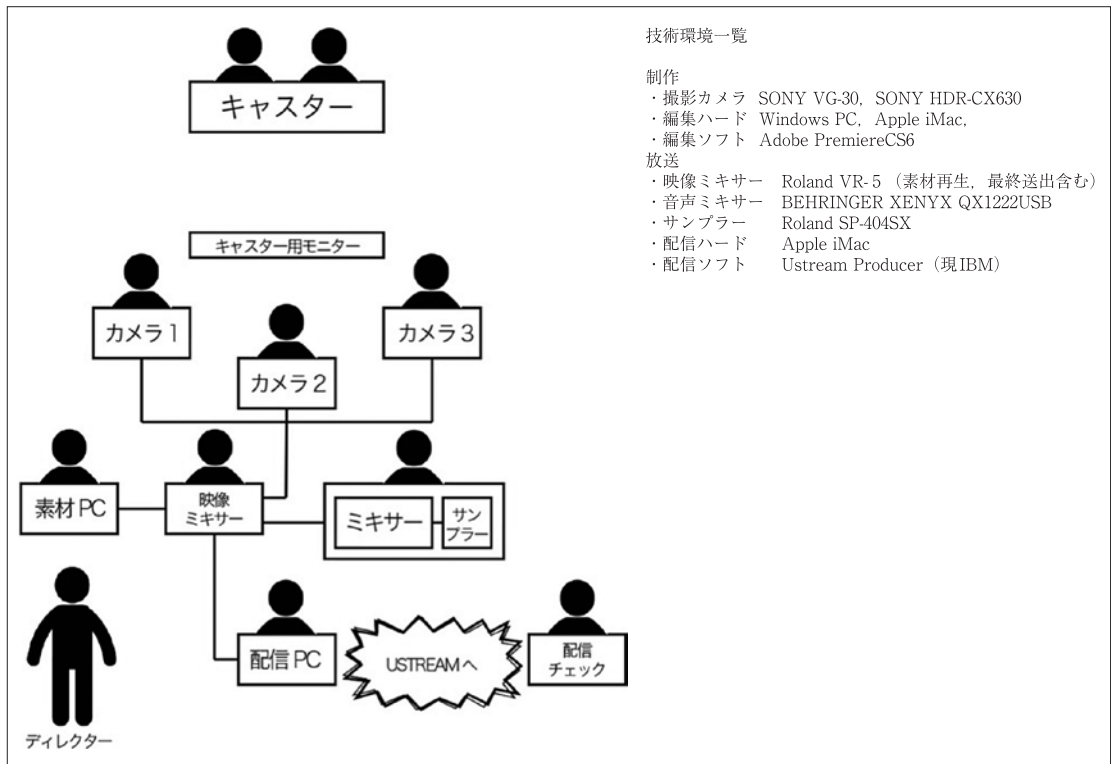 キャスター
キャスター用モニター
カメラ1
カメラ2
カメラ3
素材 PC
映像
ミキサー
ミキサー
サン
プラー
配信 PC
USTREAMへ
配信
チェック
ディレクター
技術環境一覧
制作
・撮影カメラ SONY VG-30，SONY HDR-CX630
・編集ハード Windows PC，Apple iMac，
・編集ソフト Adobe PremiereCS6
放送
・映像ミキサー Roland VR-5（素材再生，最終送出含む）
・音声ミキサー BEHRINGER XENYX QX1222USB
・サンプラー Roland SP-404SX
・配信ハード Apple iMac
・配信ソフト Ustream Producer（現IBM）